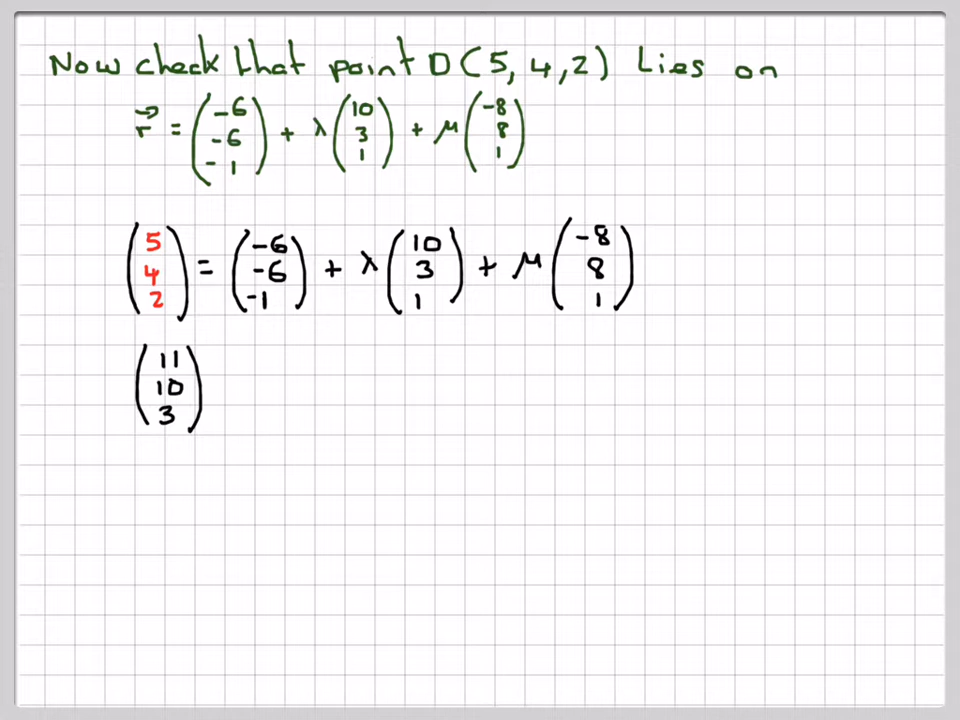 Now check that point D(5, 4, 2) Lies on
r⃗ = (-6 -6 -1) + λ (10 3 1) + μ (-8 8 1)
(5 4 2) = (-6 -6 -1) + λ (10 3 1) + μ (-8 8 1)
(11 10 3)